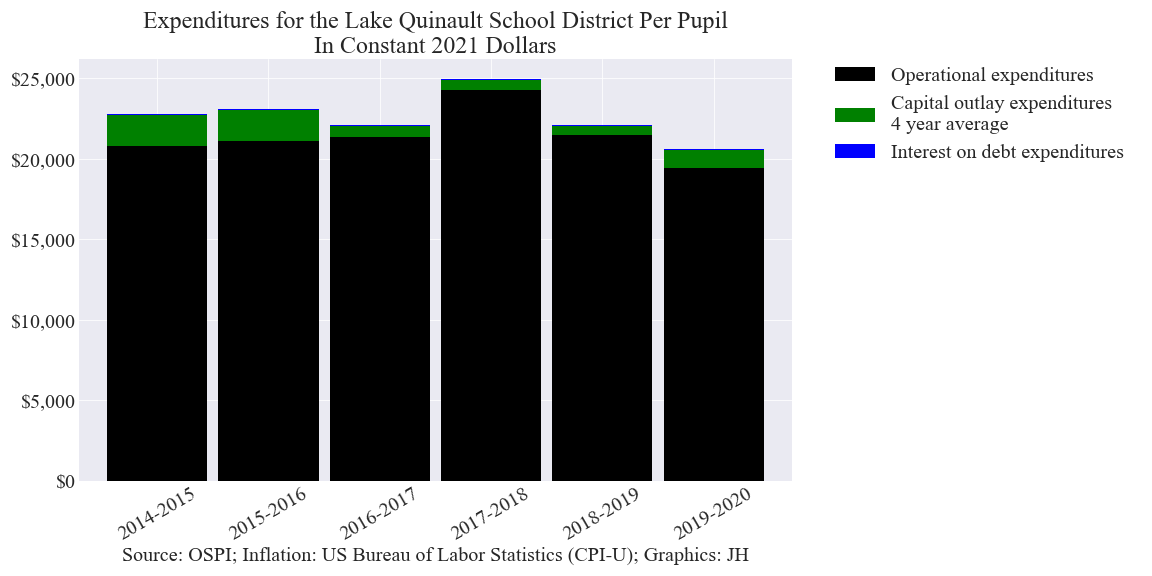 Expenditures for the Lake Quinault School District Per Pupil
In Constant 2021 Dollars
$25,000
$20,000
$15,000
$10,000
$5,000
$0
2014-2015
2015-2016
2016-2017
2017-2018
2018-2019
2019-2020
Source: OSPI; Inflation: US Bureau of Labor Statistics (CPI-U); Graphics: JH
Operational expenditures
Capital outlay expenditures
4 year average
Interest on debt expenditures